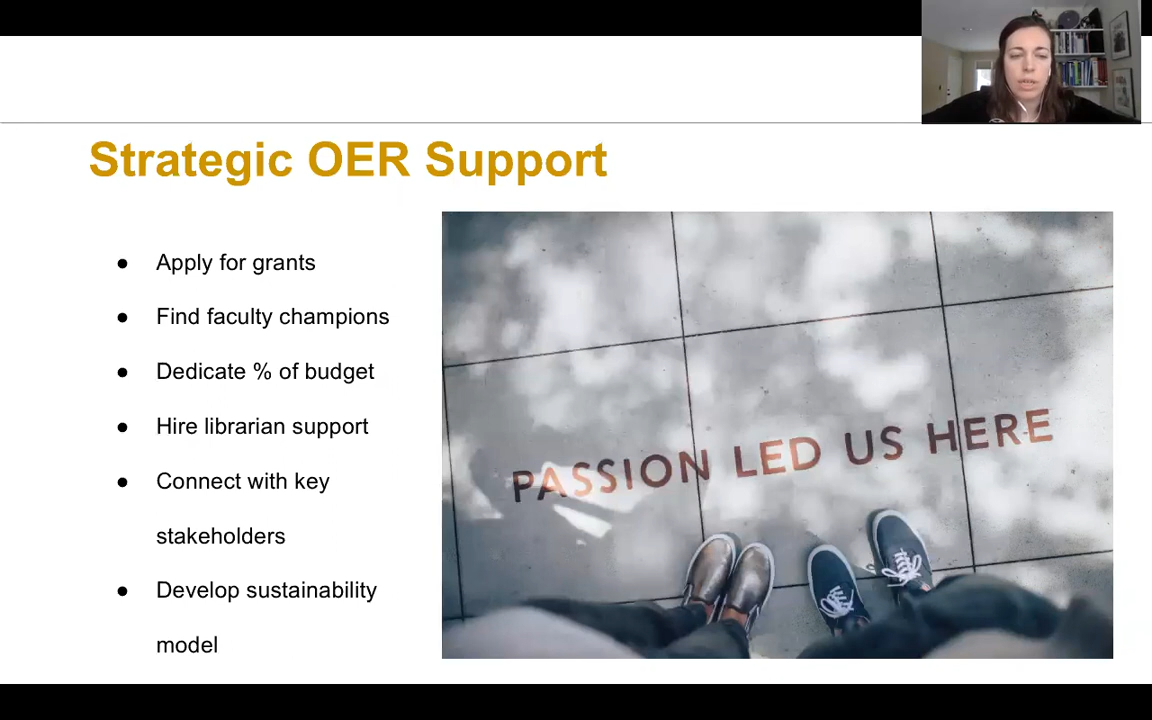 Strategic OER Support
● Apply for grants
● Find faculty champions
● Dedicate % of budget
● Hire librarian support
● Connect with key
stakeholders
● Develop sustainability
model
PASSION LED US HERE